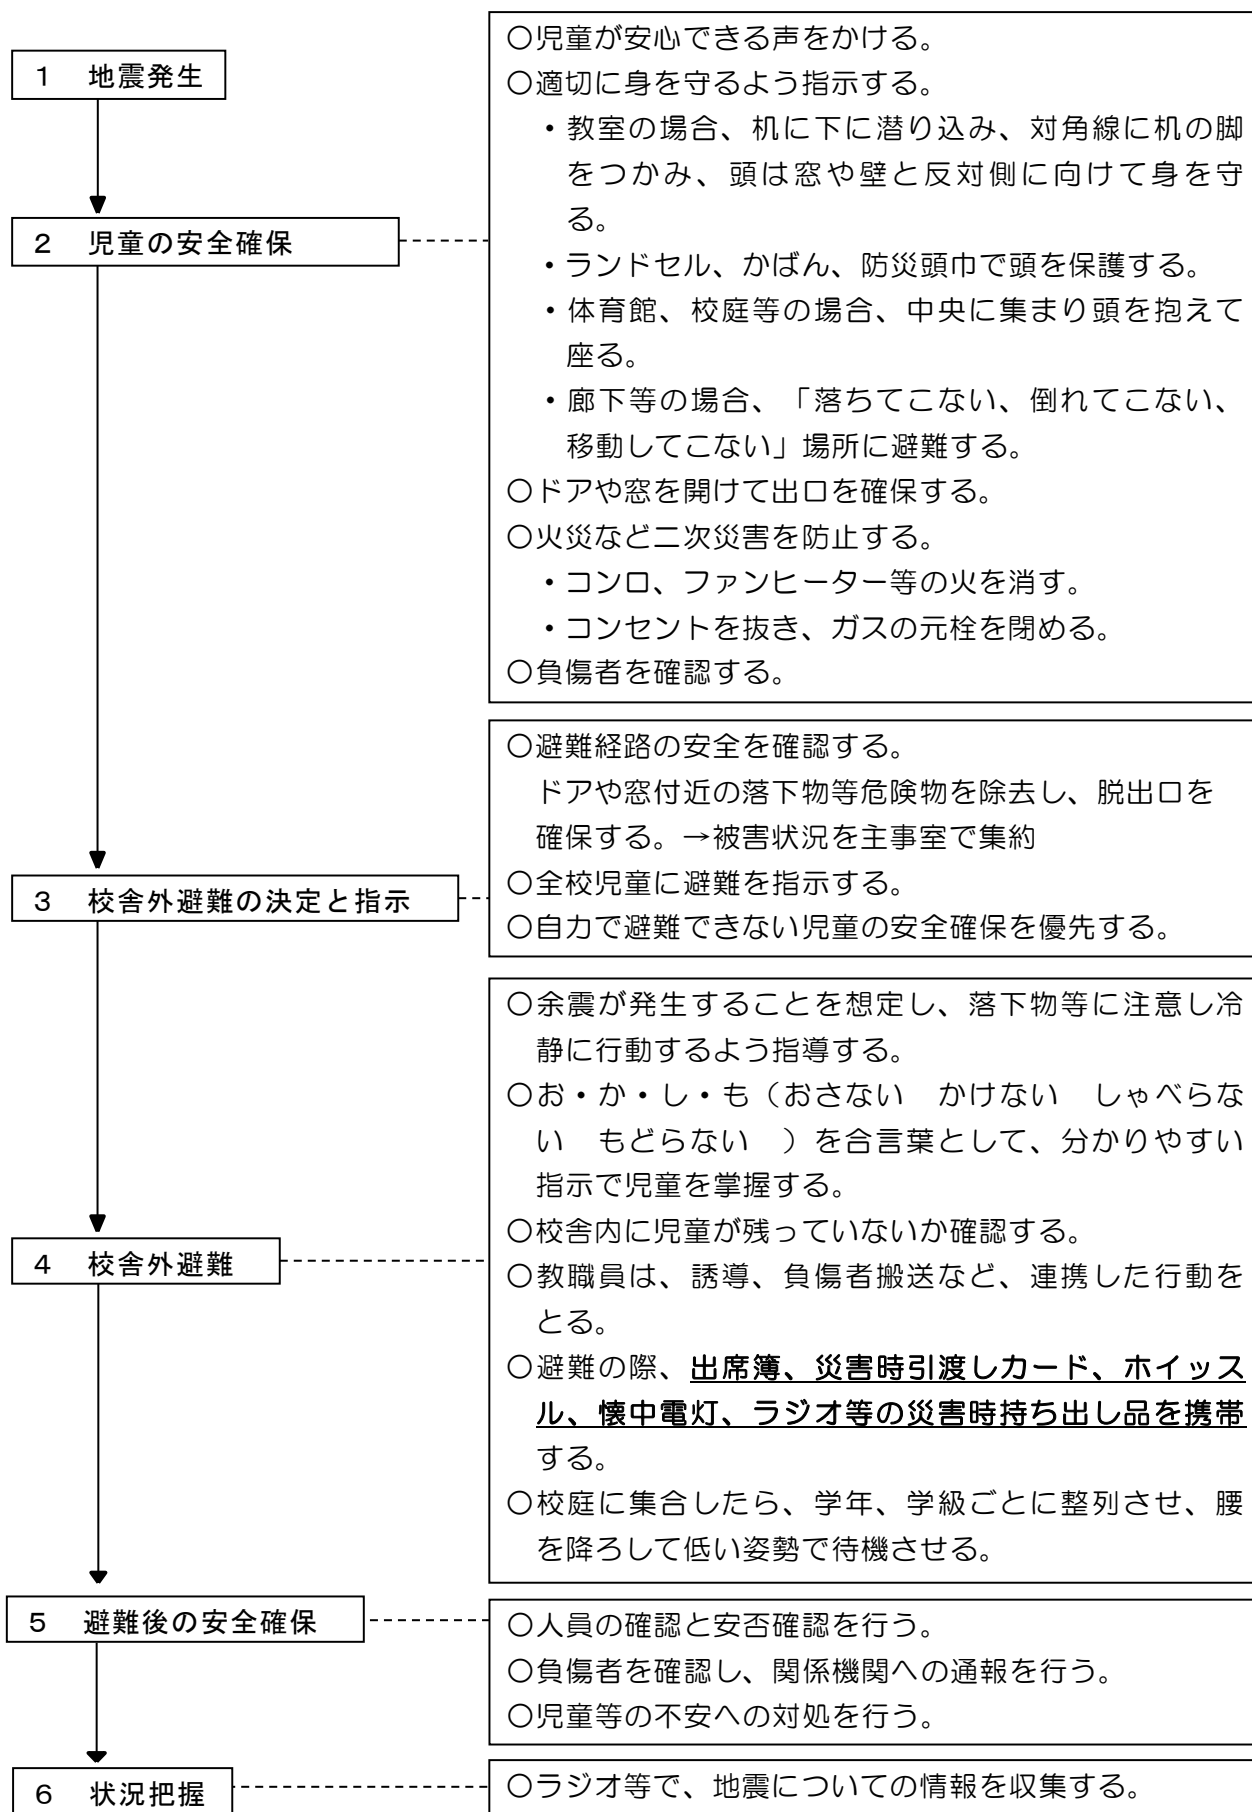 1 地震発生
○児童が安心できる声をかける。
○適切に身を守るよう指示する。
・教室の場合、机に下に潜り込み、対角線に机の脚
をつかみ、頭は窓や壁と反対側に向けて身を守
る。
2 児童の安全確保
・ランドセル、かばん、防災頭巾で頭を保護する。
・体育館、校庭等の場合、中央に集まり頭を抱えて
座る。
・廊下等の場合、「落ちてこない、倒れてこない、
移動してこない」場所に避難する。
○ドアや窓を開けて出口を確保する。
○火災など二次災害を防止する。
・コンロ、ファンヒーター等の火を消す。
・コンセントを抜き、ガスの元栓を閉める。
○負傷者を確認する。
3 校舎外避難の決定と指示
○避難経路の安全を確認する。
ドアや窓付近の落下物等危険物を除去し、脱出口を
確保する。→被害状況を主事室で集約
○全校児童に避難を指示する。
○自力で避難できない児童の安全確保を優先する。
4 校舎外避難
○余震が発生することを想定し、落下物等に注意し冷
静に行動するよう指導する。
○お・か・し・も（おさない　かけない　しゃべらな
い　もどらない　）を合言葉として、分かりやすい
指示で児童を掌握する。
○校舎内に児童が残っていないか確認する。
○教職員は、誘導、負傷者搬送など、連携した行動を
とる。
○避難の際、出席簿、災害時引渡しカード、ホイッス
ル、懐中電灯、ラジオ等の災害時持ち出し品を携帯
する。
○校庭に集合したら、学年、学級ごとに整列させ、腰
を降ろして低い姿勢で待機させる。
5 避難後の安全確保
○人員の確認と安否確認を行う。
○負傷者を確認し、関係機関への通報を行う。
○児童等の不安への対処を行う。
6 状況把握
○ラジオ等で、地震についての情報を収集する。